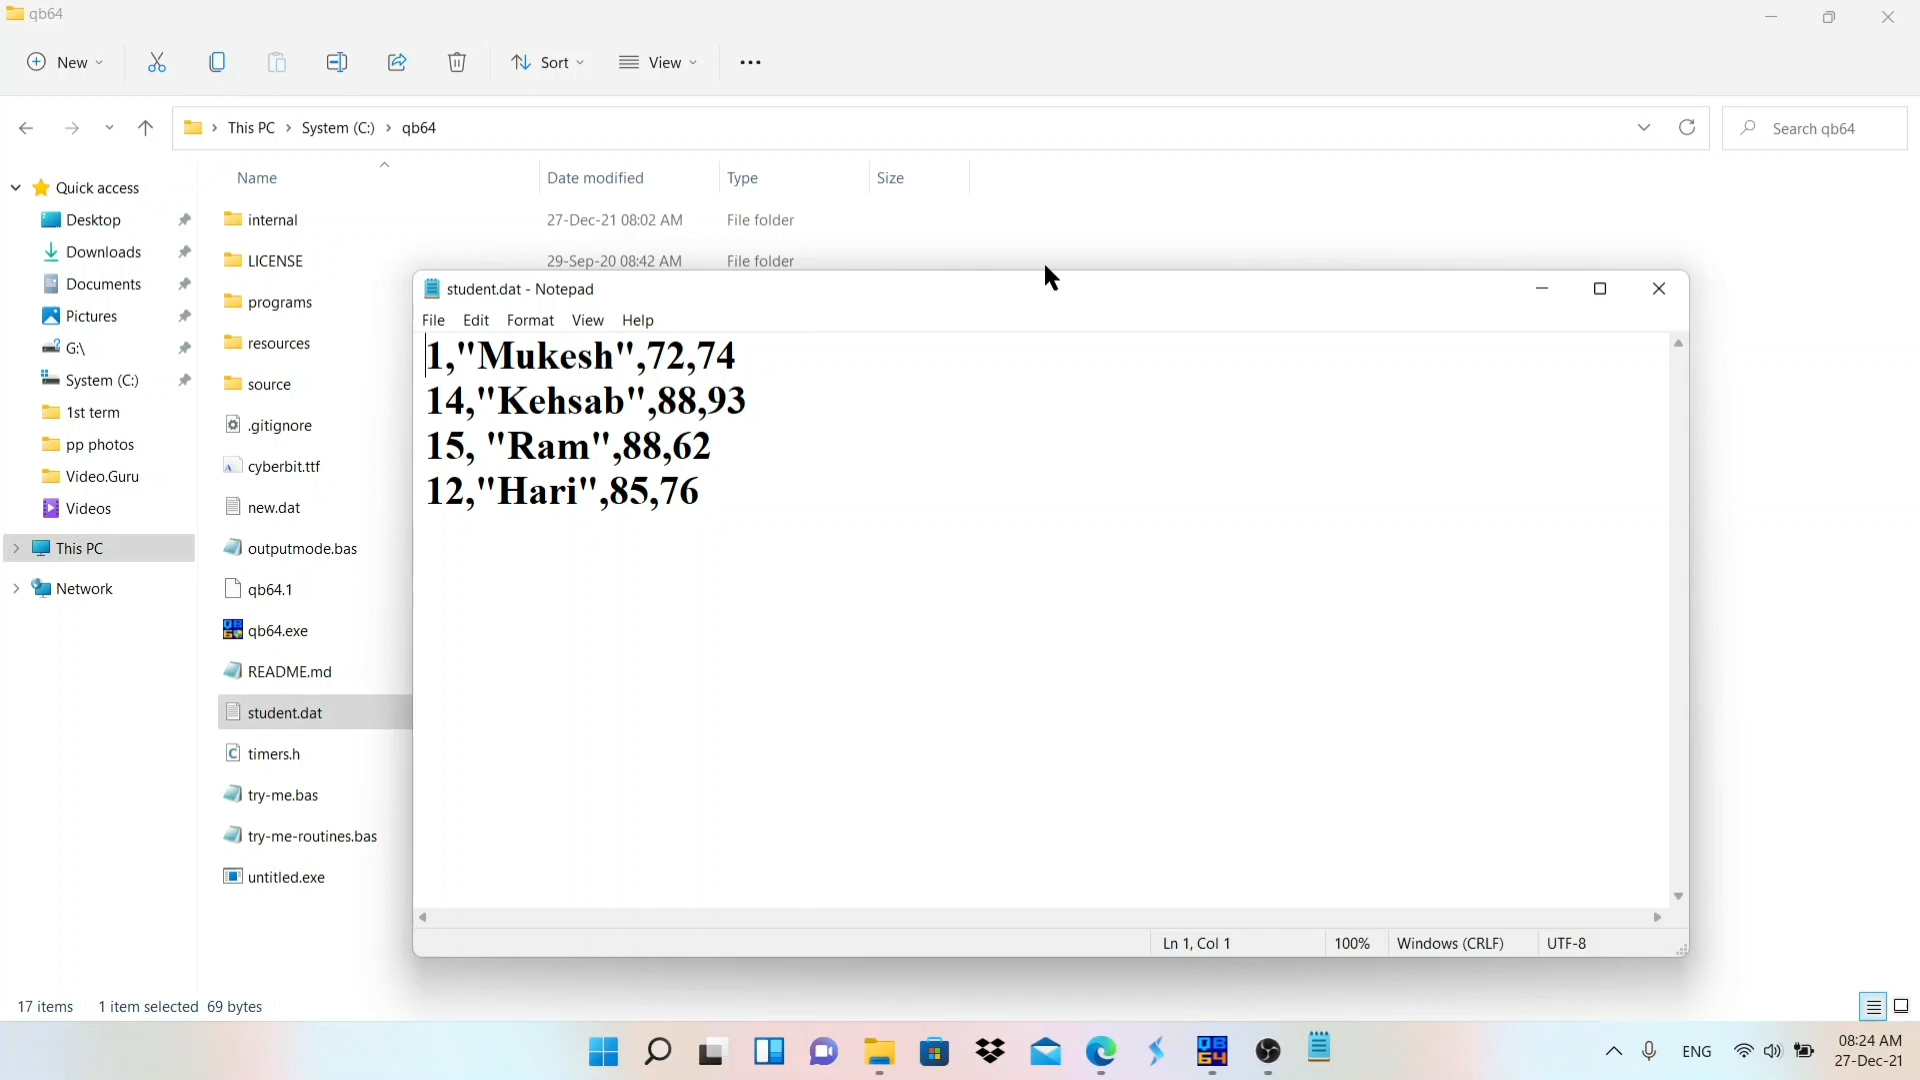 qb64
New
Sort
View
This PC
System (C:)
qb64
Search qb64
Name
Date modified
Type
Size
Quick access
Desktop
Downloads
Documents
Pictures
G:\
System (C:)
1st term
pp photos
Video.Guru
Videos
This PC
Network
internal 27-Dec-21 08:02 AM File folder
LICENSE 29-Sep-20 08:42 AM File folder
programs
resources
source
.gitignore
cyberbit.ttf
new.dat
outputmode.bas
qb64.1
qb64.exe
README.md
student.dat
timers.h
try-me.bas
try-me-routines.bas
untitled.exe
student.dat - Notepad
File Edit Format View Help
1,"Mukesh",72,74
14,"Kehsab",88,93
15, "Ram",88,62
12,"Hari",85,76
Ln 1, Col 1
100%
Windows (CRLF)
UTF-8
17 items 1 item selected 69 bytes
QB
64
ENG
08:24 AM
27-Dec-21